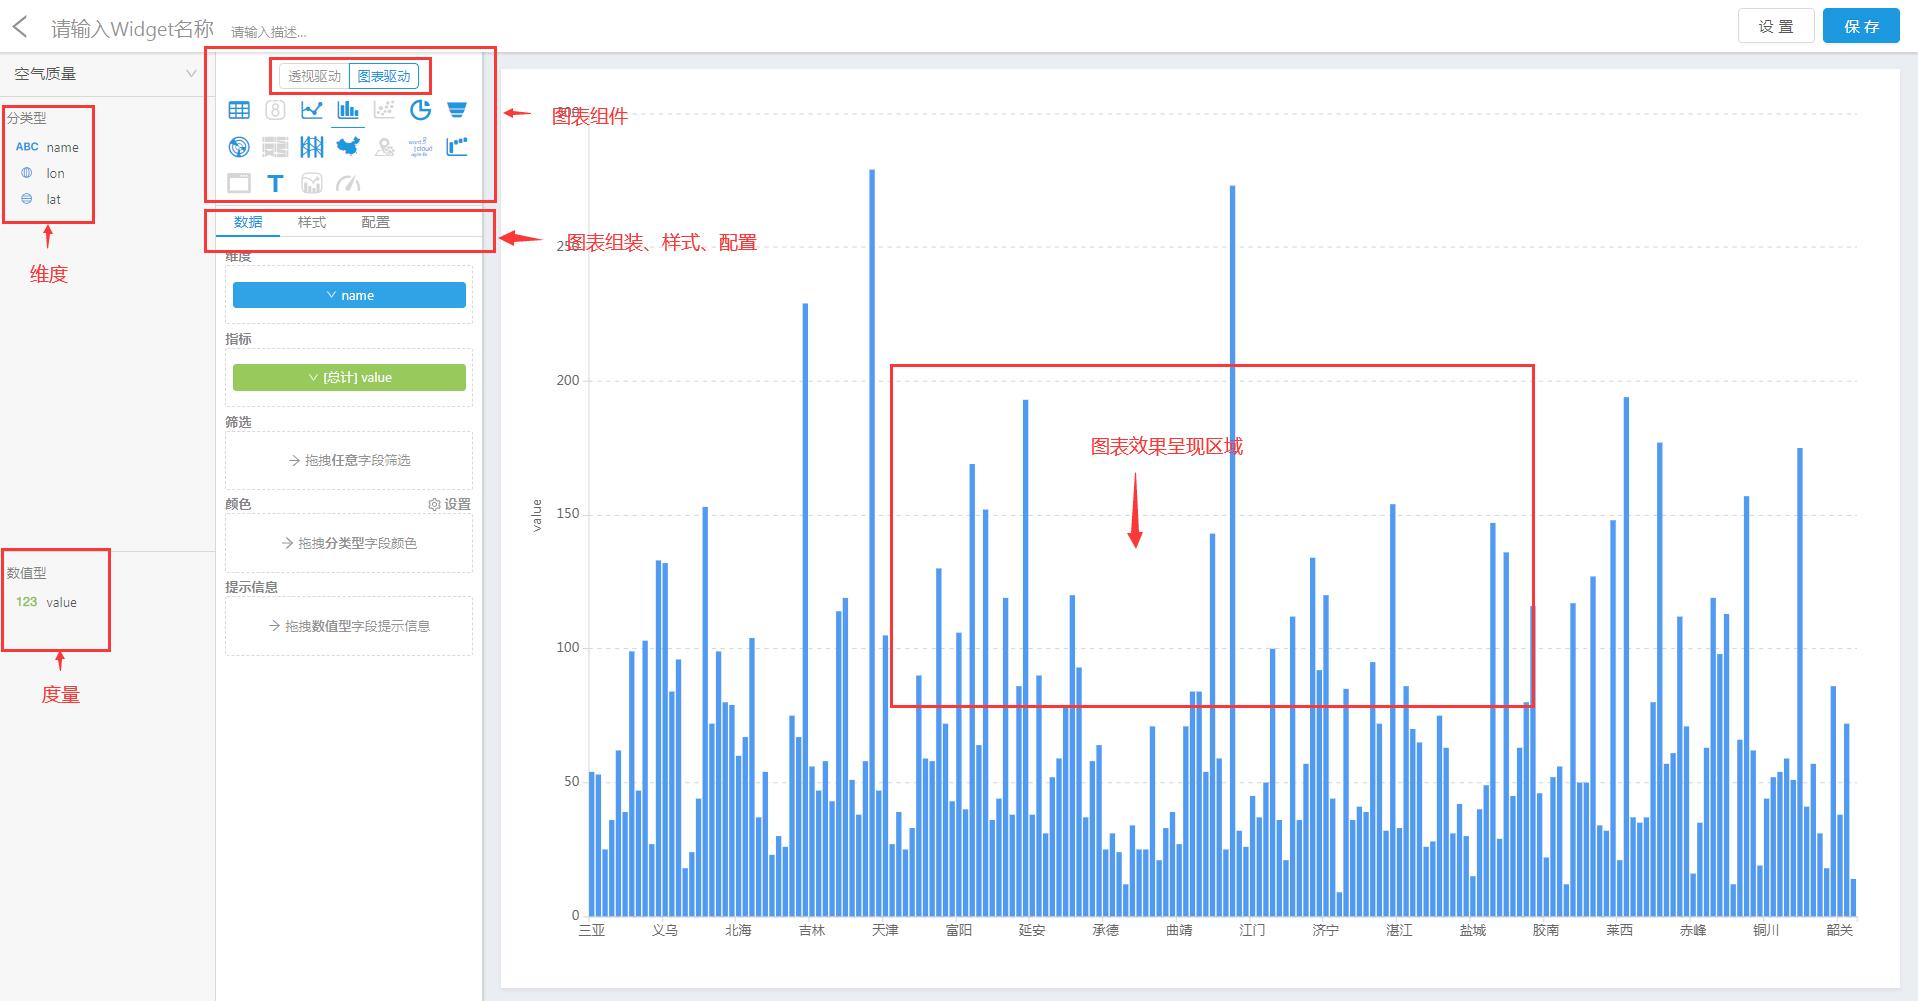 请输入Widget名称 请输入描述... 设 置 保 存
空气质量
分类型
ABC name
lon
lat
维度
数值型
123 value
度量
透视驱动 图表驱动
图表组件
数据 样式 配置
图表组装、样式、配置
维度
name
指标
[总计] value
筛选
拖拽任意字段筛选
颜色 设置
拖拽分类型字段颜色
提示信息
拖拽数值型字段提示信息
300
250
200
150
100
50
0
value
图表效果呈现区域
三亚 义乌 北海 吉林 天津 富阳 延安 承德 曲靖 江门 济宁 湛江 盐城 胶南 莱西 赤峰 铜川 韶关